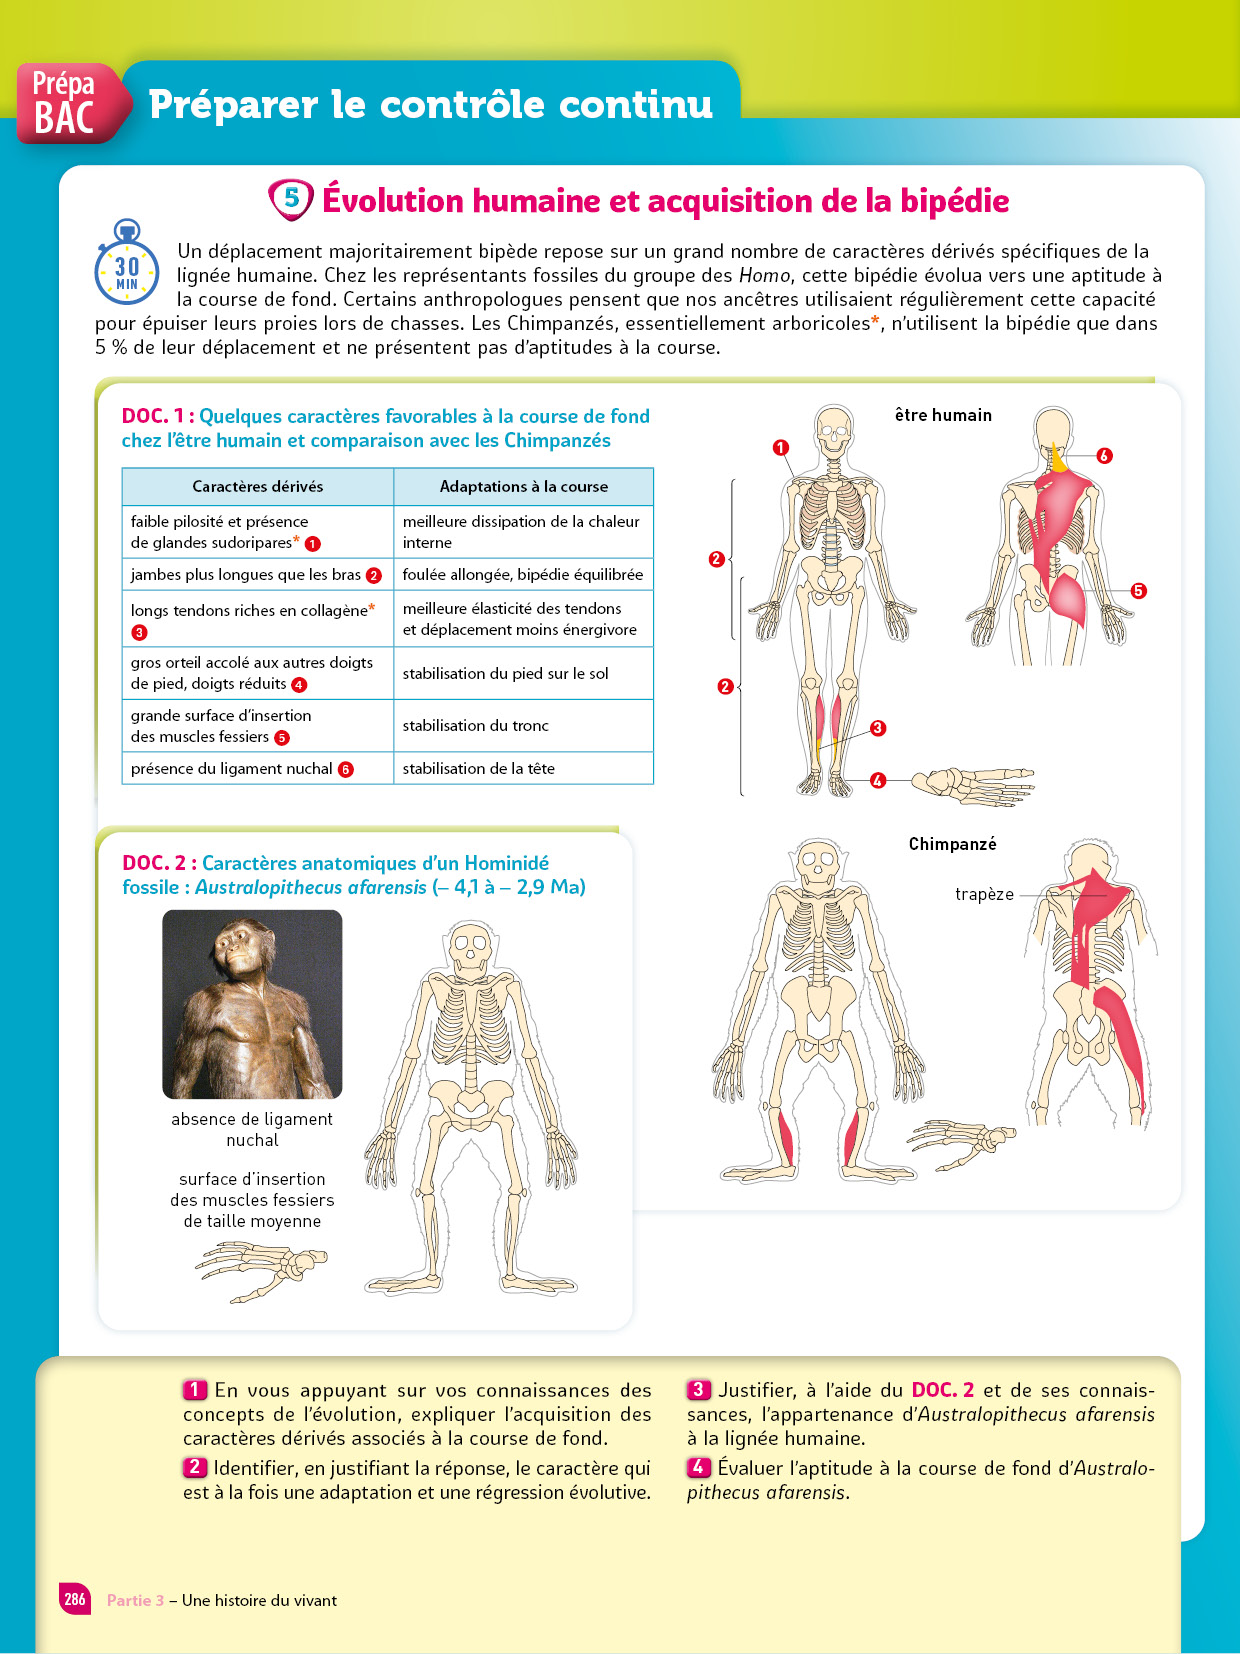 Prépa
BAC
Préparer le contrôle continu
5 Évolution humaine et acquisition de la bipédie
30
MIN
Un déplacement majoritairement bipède repose sur un grand nombre de caractères dérivés spécifiques de la
lignée humaine. Chez les représentants fossiles du groupe des Homo, cette bipédie évolua vers une aptitude à
la course de fond. Certains anthropologues pensent que nos ancêtres utilisaient régulièrement cette capacité
pour épuiser leurs proies lors de chasses. Les Chimpanzés, essentiellement arboricoles*, n'utilisent la bipédie que dans
5 % de leur déplacement et ne présentent pas d'aptitudes à la course.
DOC. 1 : Quelques caractères favorables à la course de fond
chez l'être humain et comparaison avec les Chimpanzés
Caractères dérivés
Adaptations à la course
faible pilosité et présence
de glandes sudoripares* 1
meilleure dissipation de la chaleur
interne
jambes plus longues que les bras 2
foulée allongée, bipédie équilibrée
longs tendons riches en collagène*
3
meilleure élasticité des tendons
et déplacement moins énergivore
gros orteil accolé aux autres doigts
de pied, doigts réduits 4
stabilisation du pied sur le sol
grande surface d'insertion
des muscles fessiers 5
stabilisation du tronc
présence du ligament nuchal 6
stabilisation de la tête
être humain
1
6
2
5
2
3
4
Chimpanzé
trapèze
DOC. 2 : Caractères anatomiques d'un Hominidé
fossile : Australopithecus afarensis (– 4,1 à – 2,9 Ma)
absence de ligament
nuchal
surface d'insertion
des muscles fessiers
de taille moyenne
1 En vous appuyant sur vos connaissances des
concepts de l'évolution, expliquer l'acquisition des
caractères dérivés associés à la course de fond.
2 Identifier, en justifiant la réponse, le caractère qui
est à la fois une adaptation et une régression évolutive.
3 Justifier, à l'aide du DOC. 2 et de ses connais-
sances, l'appartenance d'Australopithecus afarensis
à la lignée humaine.
4 Évaluer l'aptitude à la course de fond d'Australo-
pithecus afarensis.
286 Partie 3 – Une histoire du vivant